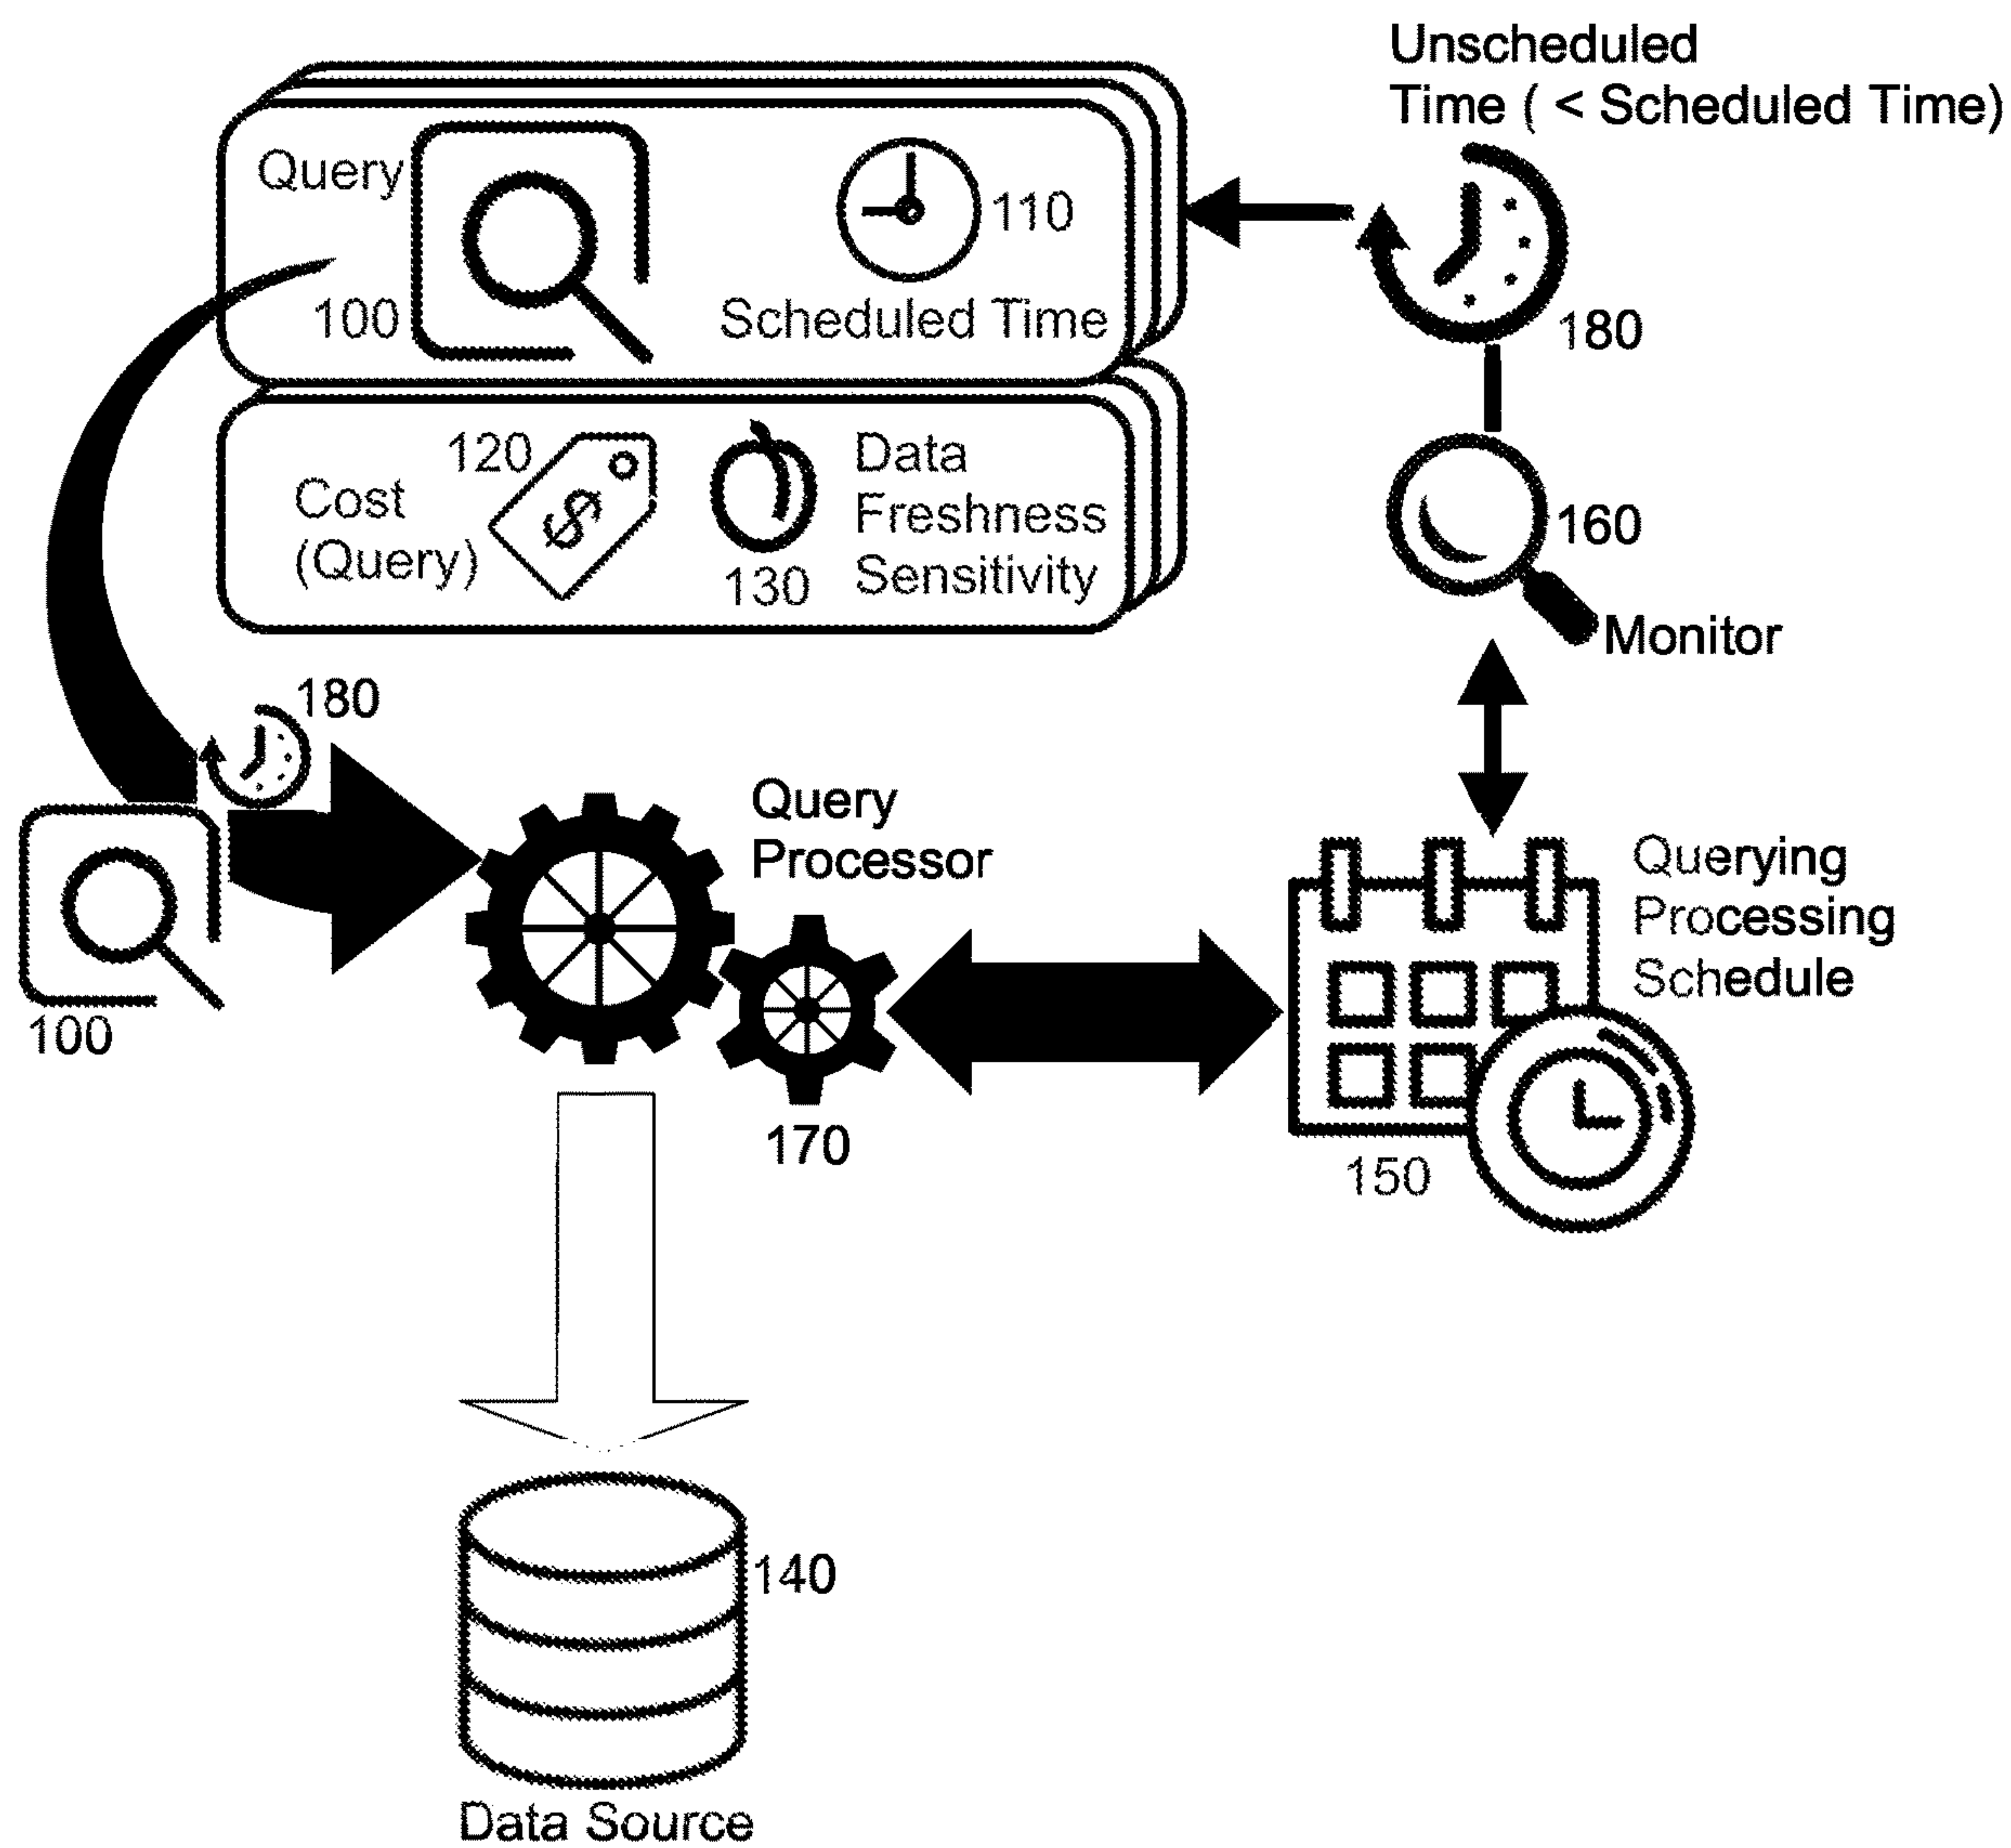 Unscheduled
Time ( < Scheduled Time)
Query
110
100
Scheduled Time
180
120
Data
Cost
Freshness
(Query)
130
Sensitivity
$
160
Monitor
180
Query
Processor
Querying
Processing
Schedule
100
170
150
140
Data Source